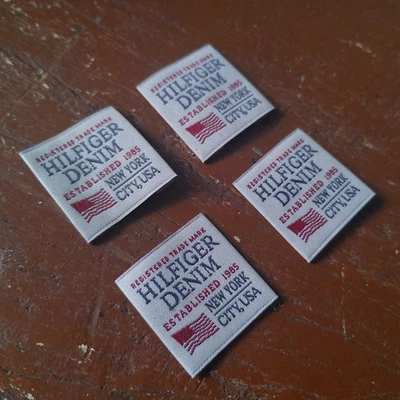 REGISTERED TRADE MARK
HILFIGER
DENIM
ESTABLISHED 1985
NEW YORK
CITY, USA
REGISTERED TRADE MARK
HILFIGER
DENIM
ESTABLISHED 1985
NEW YORK
CITY, USA
REGISTERED TRADE MARK
HILFIGER
DENIM
ESTABLISHED 1985
NEW YORK
CITY, USA
REGISTERED TRADE MARK
HILFIGER
DENIM
ESTABLISHED 1985
NEW YORK
CITY, USA